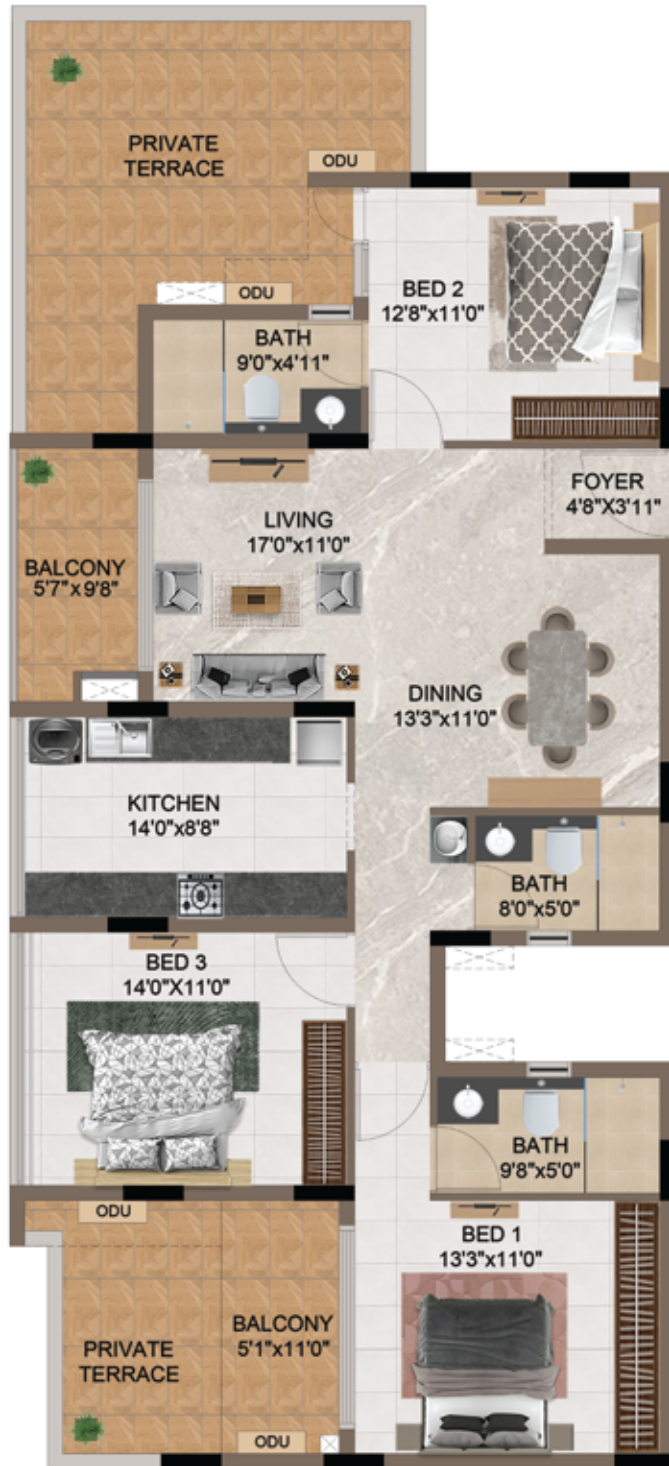 PRIVATE
TERRACE
ODU
ODU
BED 2
12'8"x11'0"
BATH
9'0"x4'11"
FOYER
4'8"X3'11"
LIVING
17'0"x11'0"
BALCONY
5'7"x9'8"
DINING
13'3"x11'0"
KITCHEN
14'0"x8'8"
BATH
8'0"x5'0"
BED 3
14'0"X11'0"
BATH
9'8"x5'0"
ODU
BED 1
13'3"x11'0"
BALCONY
5'1"x11'0"
PRIVATE
TERRACE
ODU